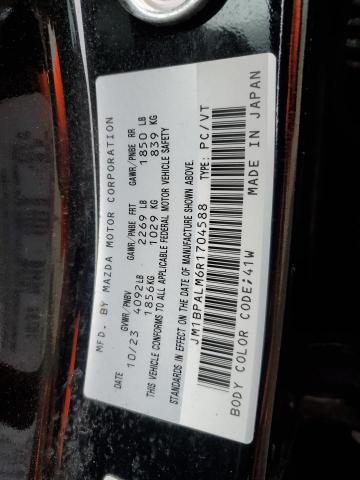 MFD. BY MAZDA MOTOR CORPORATION
DATE GVWR/PNBV GAWR/PNBE FRT GAWR/PNBE RR
10/23 4092LB 2269 LB 1850 LB
1856KG 1029 KG 839 KG
THIS VEHICLE CONFORMS TO ALL APPLICABLE FEDERAL MOTOR VEHICLE SAFETY
STANDARDS IN EFFECT ON THE DATE OF MANUFACTURE SHOWN ABOVE.
JM1BPALM6R1704588 TYPE: PC/VT
BODY COLOR CODE:41W MADE IN JAPAN